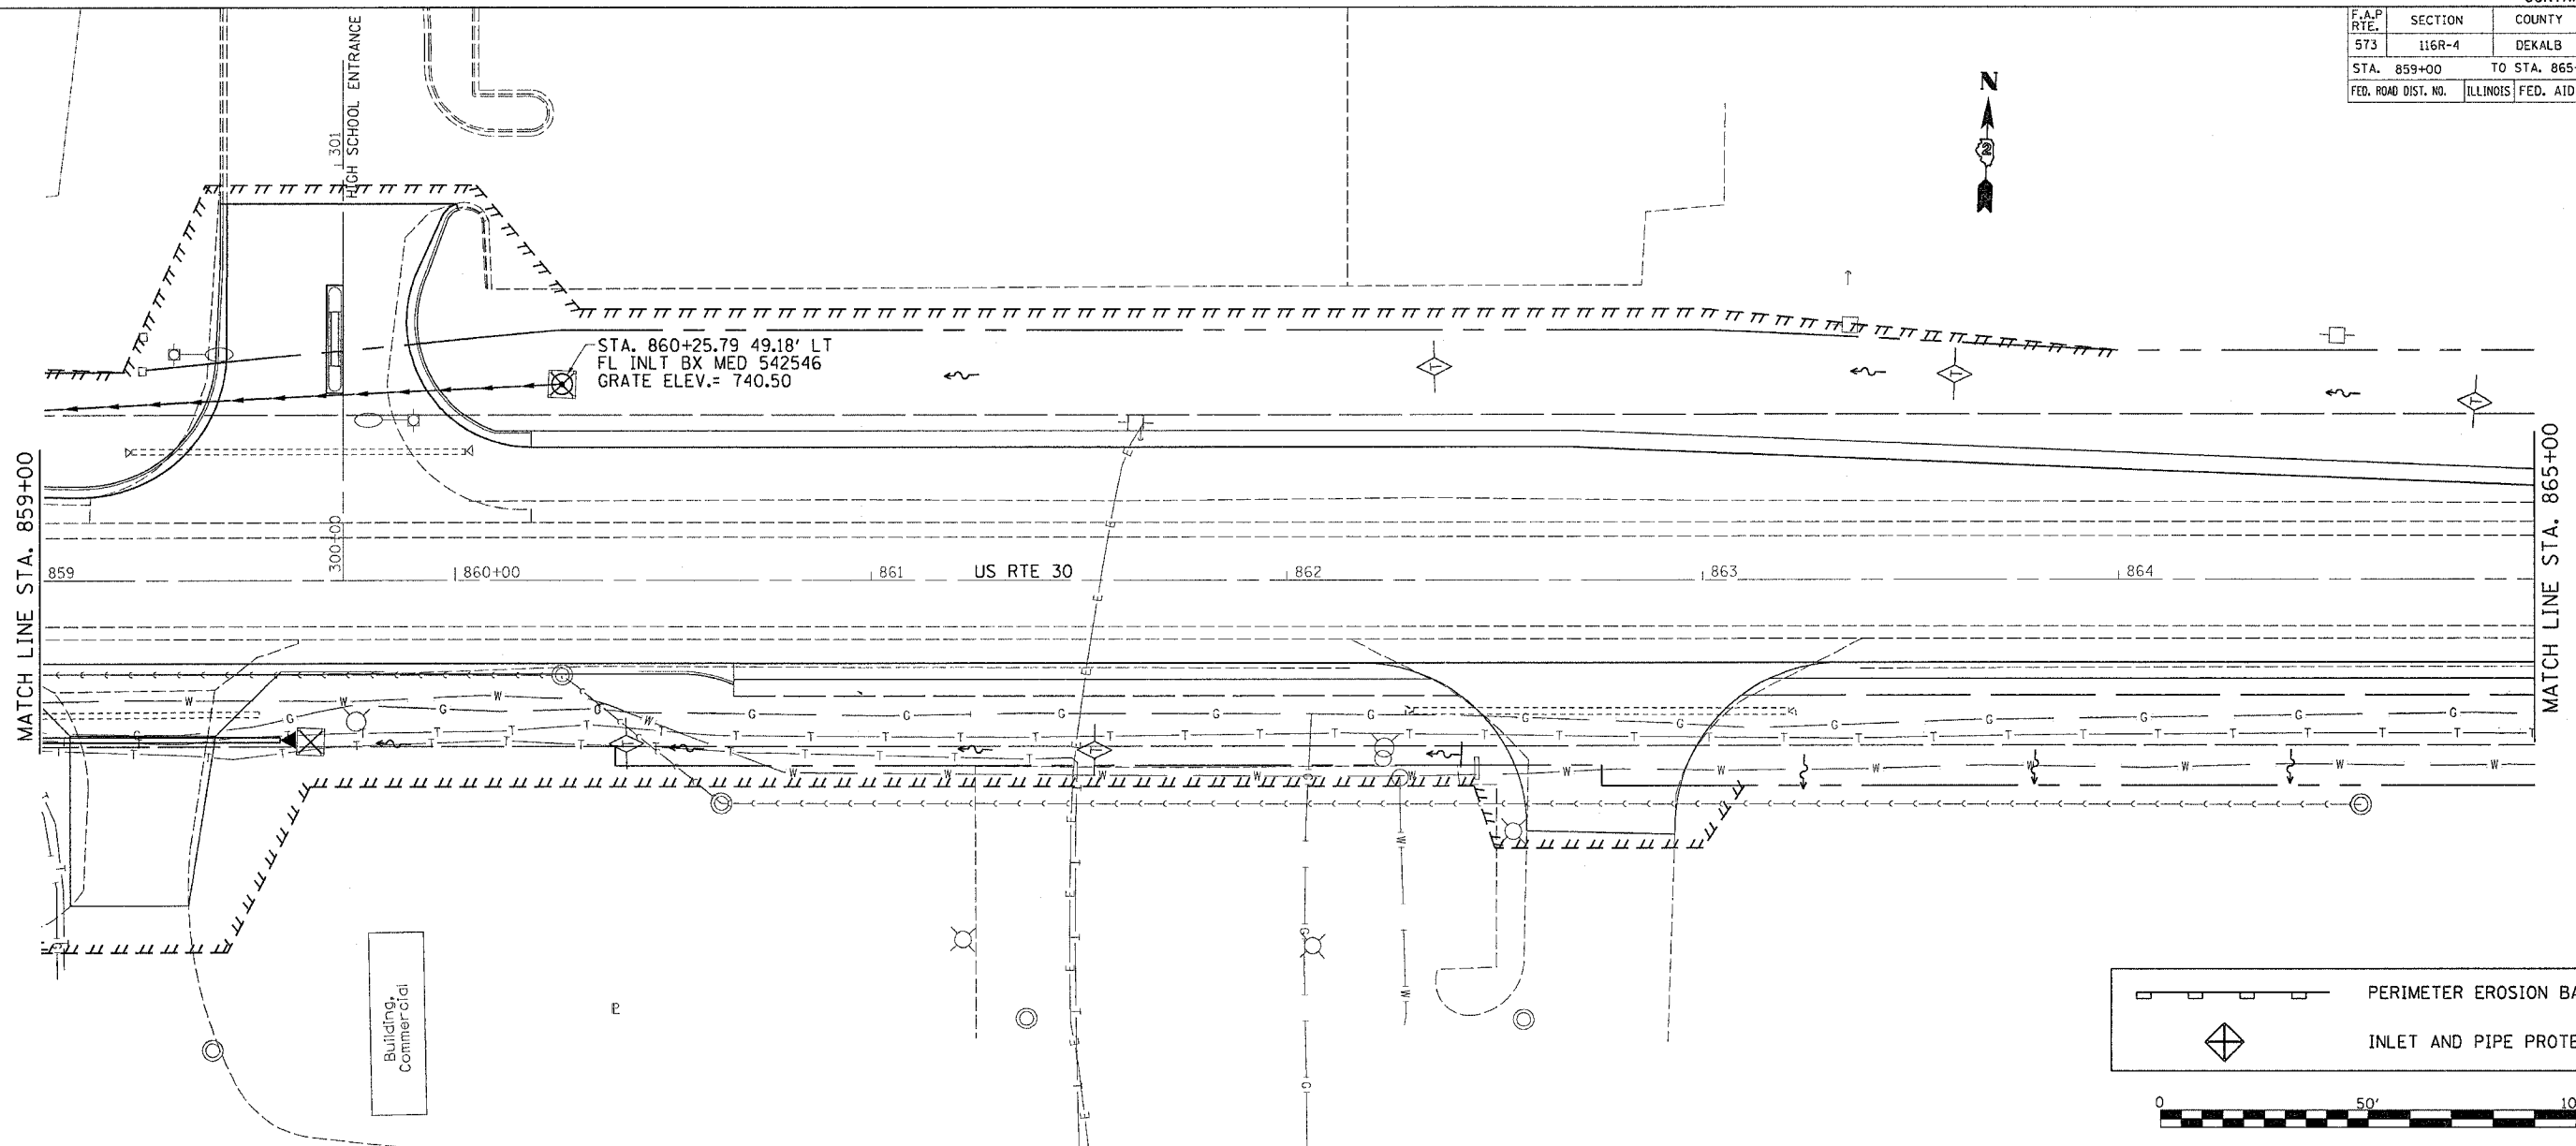 F.A.P RTE. SECTION COUNTY
573 116R-4 DEKALB
STA. 859+00 TO STA. 865+
FED. ROAD DIST. NO. ILLINOIS FED. AID
N
2
HIGH SCHOOL ENTRANCE
301
STA. 860+25.79 49.18' LT
FL INLT BX MED 542546
GRATE ELEV.= 740.50
MATCH LINE STA. 859+00
MATCH LINE STA. 865+00
300+00
859 860+00 861 US RTE 30 862 863 864
Building,
Commercial
PERIMETER EROSION BA
INLET AND PIPE PROTE
0 50' 10